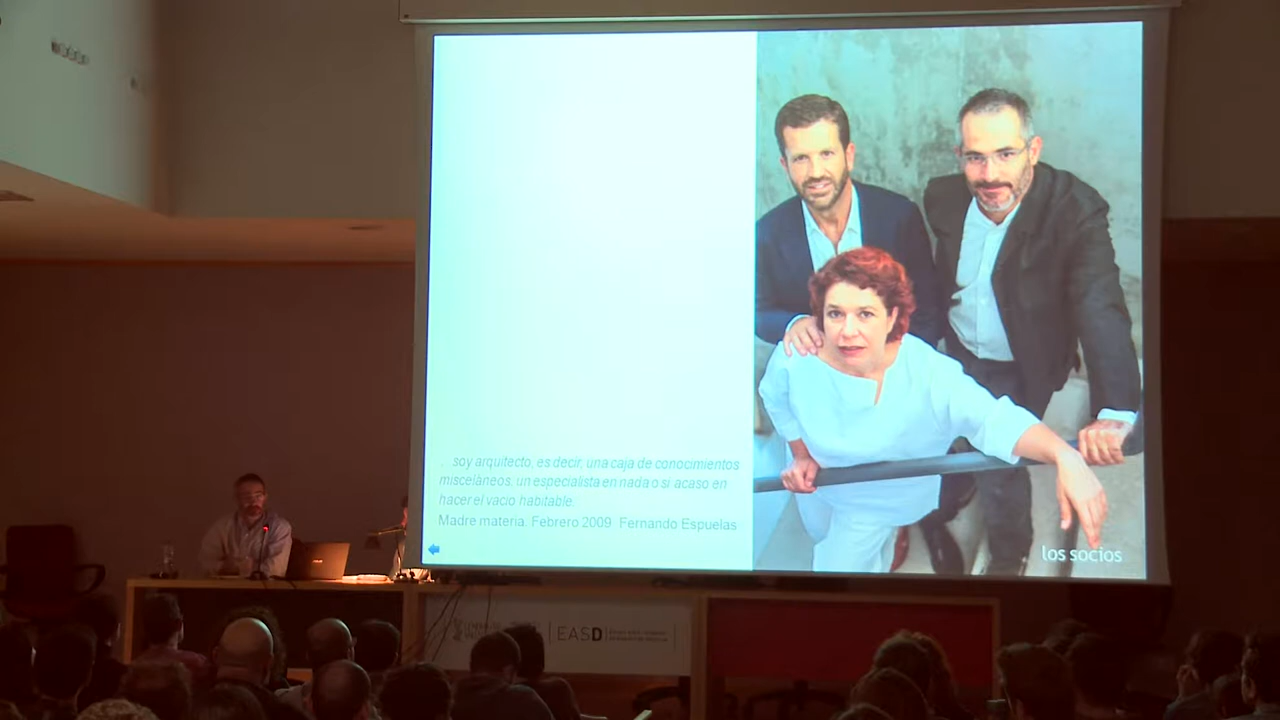 ... soy arquitecto, es decir, una caja de conocimientos
misceláneos, un especialista en nada o si acaso en
hacer el vacío habitable.
Madre materia. Febrero 2009. Fernando Espuelas
los socios
EASD